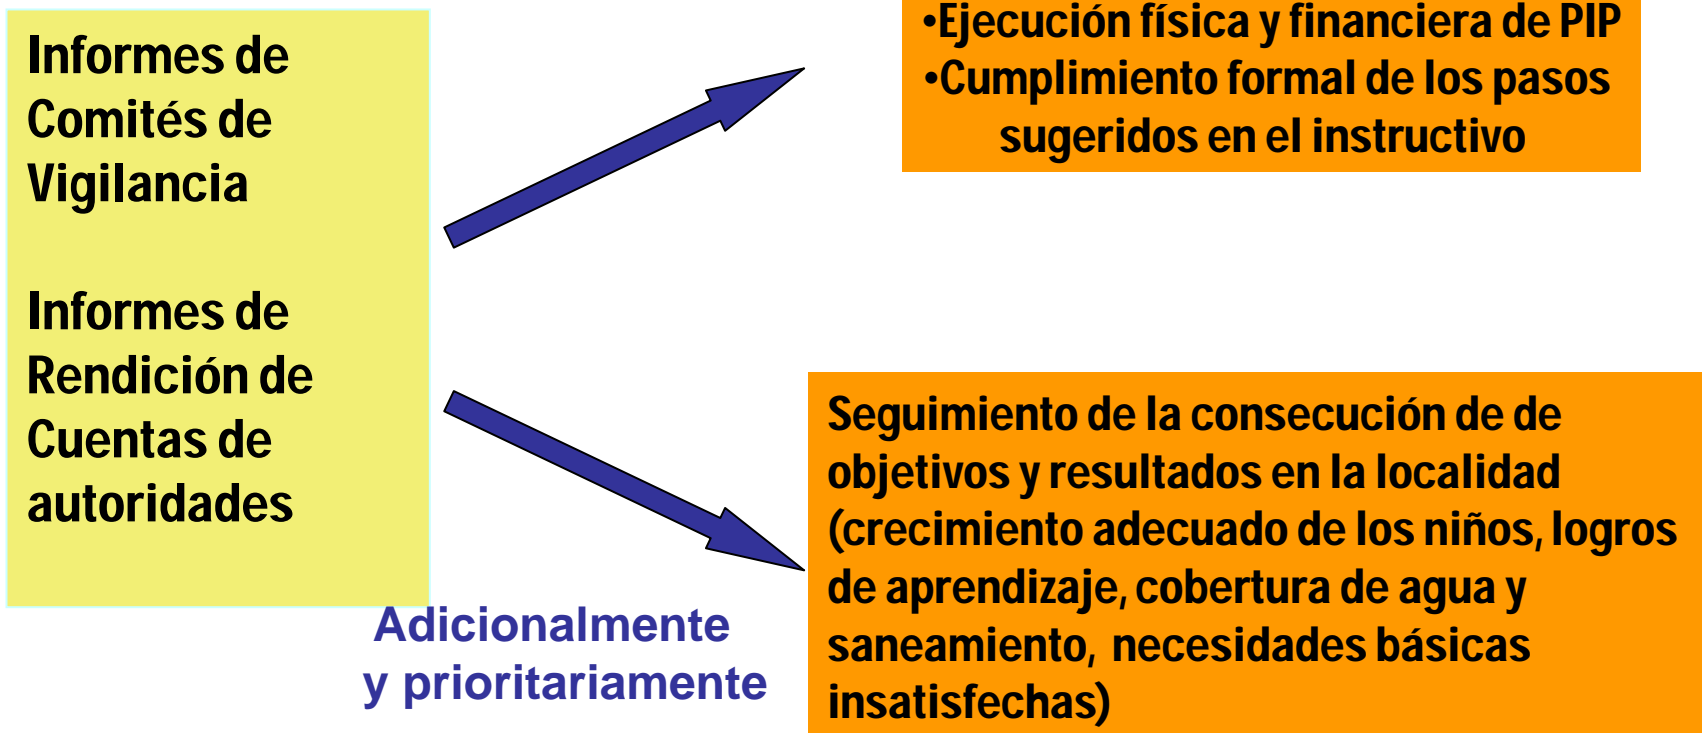 Informes de
Comités de
Vigilancia
Informes de
Rendición de
Cuentas de
autoridades
•Ejecución física y financiera de PIP
•Cumplimiento formal de los pasos
sugeridos en el instructivo
Adicionalmente
y prioritariamente
Seguimiento de la consecución de de
objetivos y resultados en la localidad
(crecimiento adecuado de los niños, logros
de aprendizaje, cobertura de agua y
saneamiento, necesidades básicas
insatisfechas)